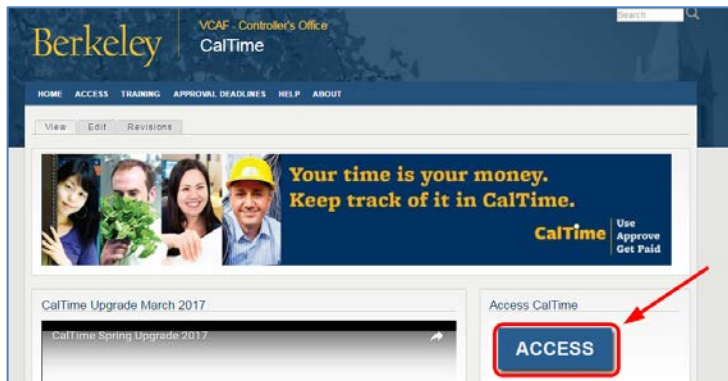 Search
Berkeley
VCAF - Controller's Office
CalTime
HOME ACCESS TRAINING APPROVAL DEADLINES HELP ABOUT
View Edit Revisions
Your time is your money.
Keep track of it in CalTime.
CalTime
Use
Approve
Get Paid
CalTime Upgrade March 2017
Access CalTime
CalTime Spring Upgrade 2017
ACCESS